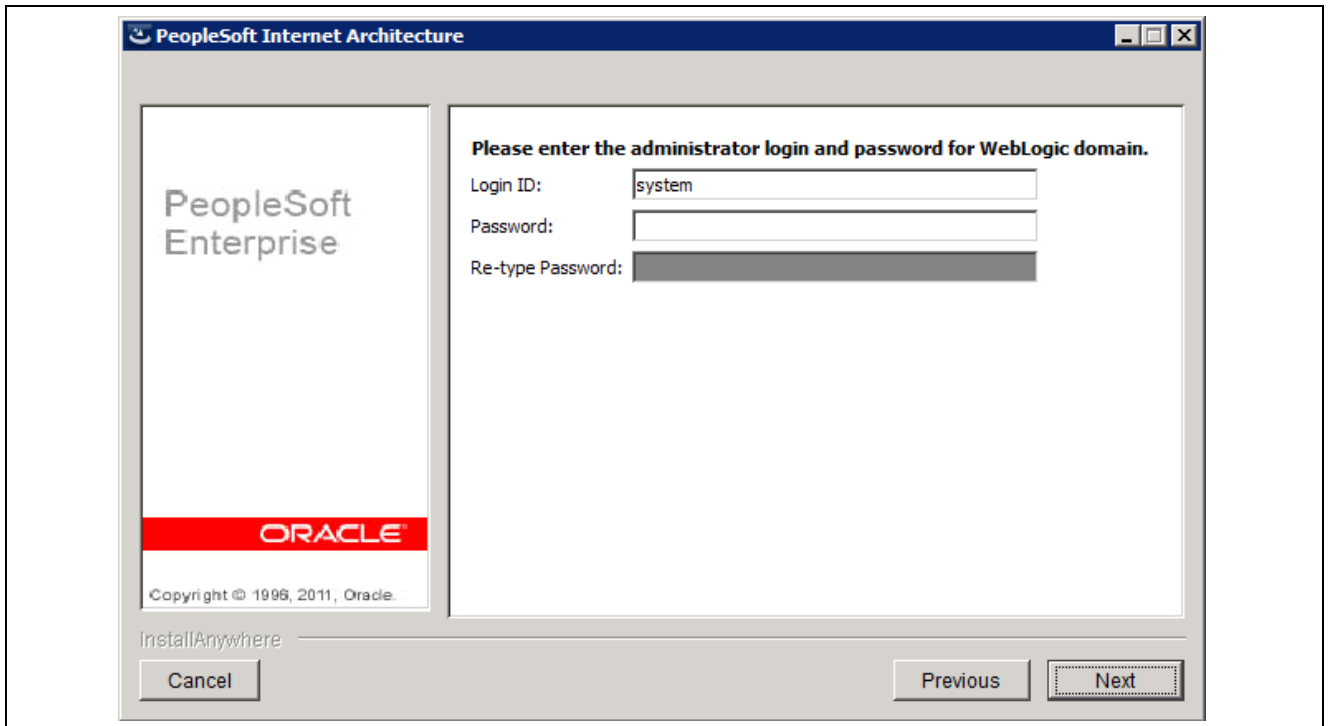 PeopleSoft Internet Architecture
PeopleSoft
Enterprise
ORACLE
Copyright © 1996, 2011, Oracle.
Please enter the administrator login and password for WebLogic domain.
Login ID: system
Password:
Re-type Password:
InstallAnywhere
Cancel Previous Next